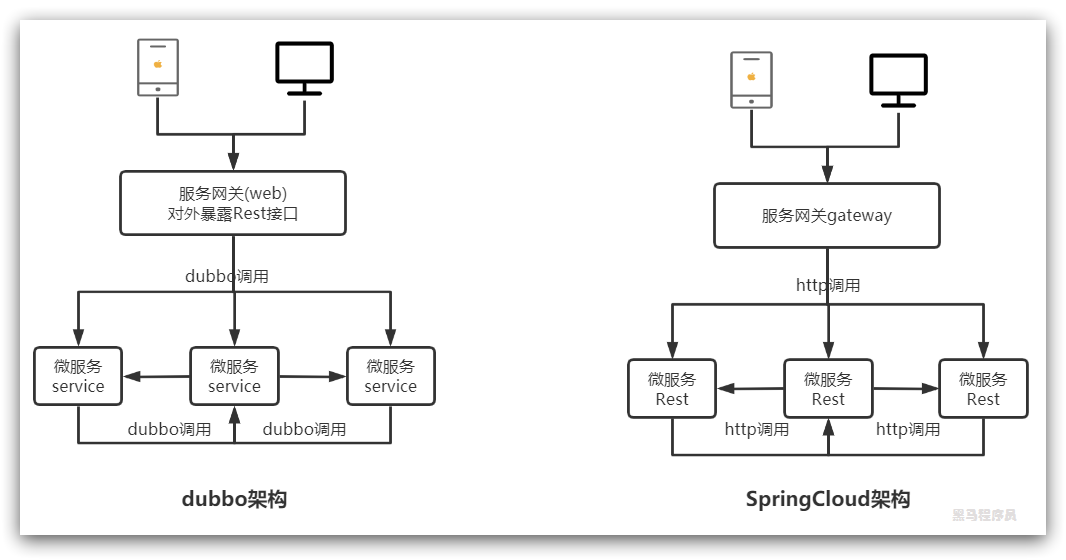 服务网关(web)
对外暴露Rest接口
dubbo调用
微服务
service
微服务
service
微服务
service
dubbo调用
dubbo调用
dubbo架构
服务网关gateway
http调用
微服务
Rest
微服务
Rest
微服务
Rest
http调用
http调用
SpringCloud架构
黑马程序员